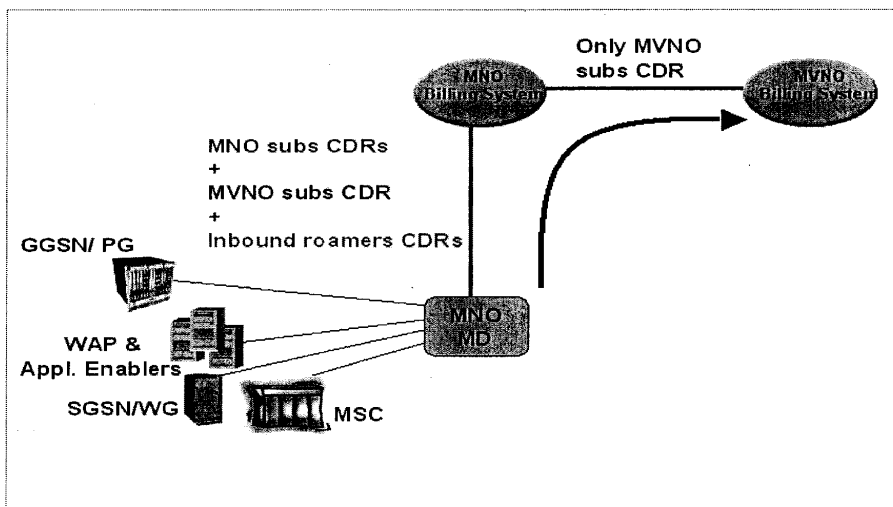 Only MVNO
subs CDR
MNO
Billing System
MVNO
Billing System
MNO subs CDRs
+
MVNO subs CDR
+
Inbound roamers CDRs
GGSN/ PG
MNO
MD
WAP &
Appl. Enablers
SGSN/WG
MSC